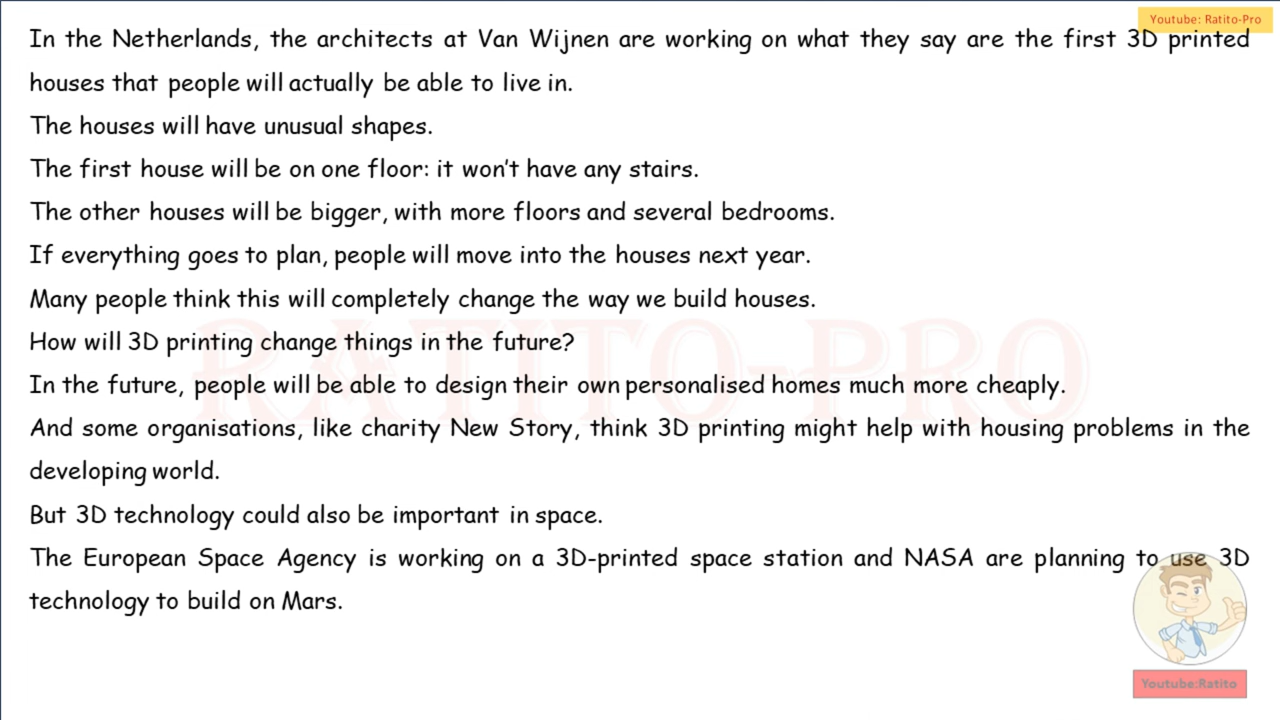 Youtube: Ratito-Pro
In the Netherlands, the architects at Van Wijnen are working on what they say are the first 3D printed
houses that people will actually be able to live in.
The houses will have unusual shapes.
The first house will be on one floor: it won't have any stairs.
The other houses will be bigger, with more floors and several bedrooms.
If everything goes to plan, people will move into the houses next year.
Many people think this will completely change the way we build houses.
RATITO-PRO
How will 3D printing change things in the future?
In the future, people will be able to design their own personalised homes much more cheaply.
And some organisations, like charity New Story, think 3D printing might help with housing problems in the
developing world.
But 3D technology could also be important in space.
The European Space Agency is working on a 3D-printed space station and NASA are planning to use 3D
technology to build on Mars.
Youtube:Ratito